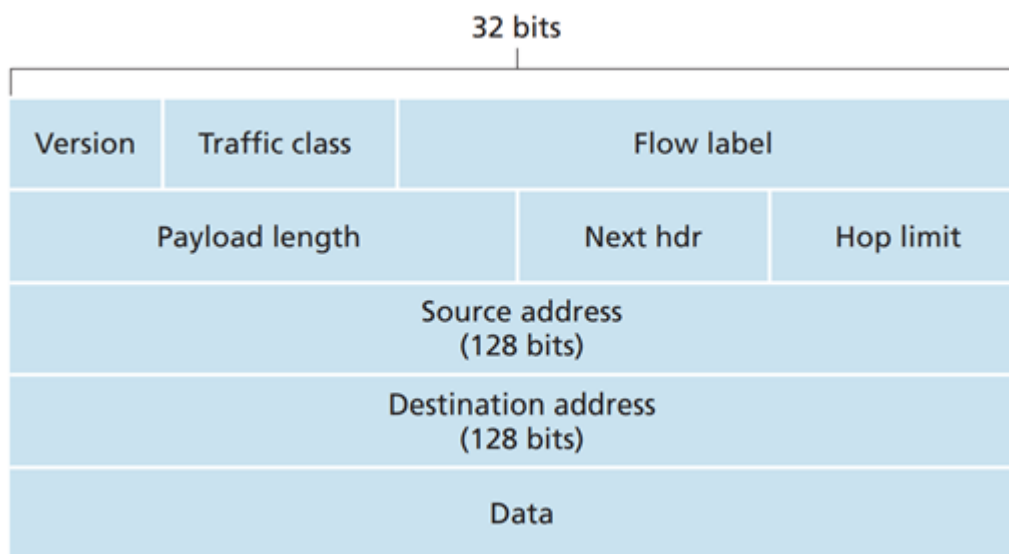 32 bits
Version Traffic class Flow label
Payload length Next hdr Hop limit
Source address
(128 bits)
Destination address
(128 bits)
Data